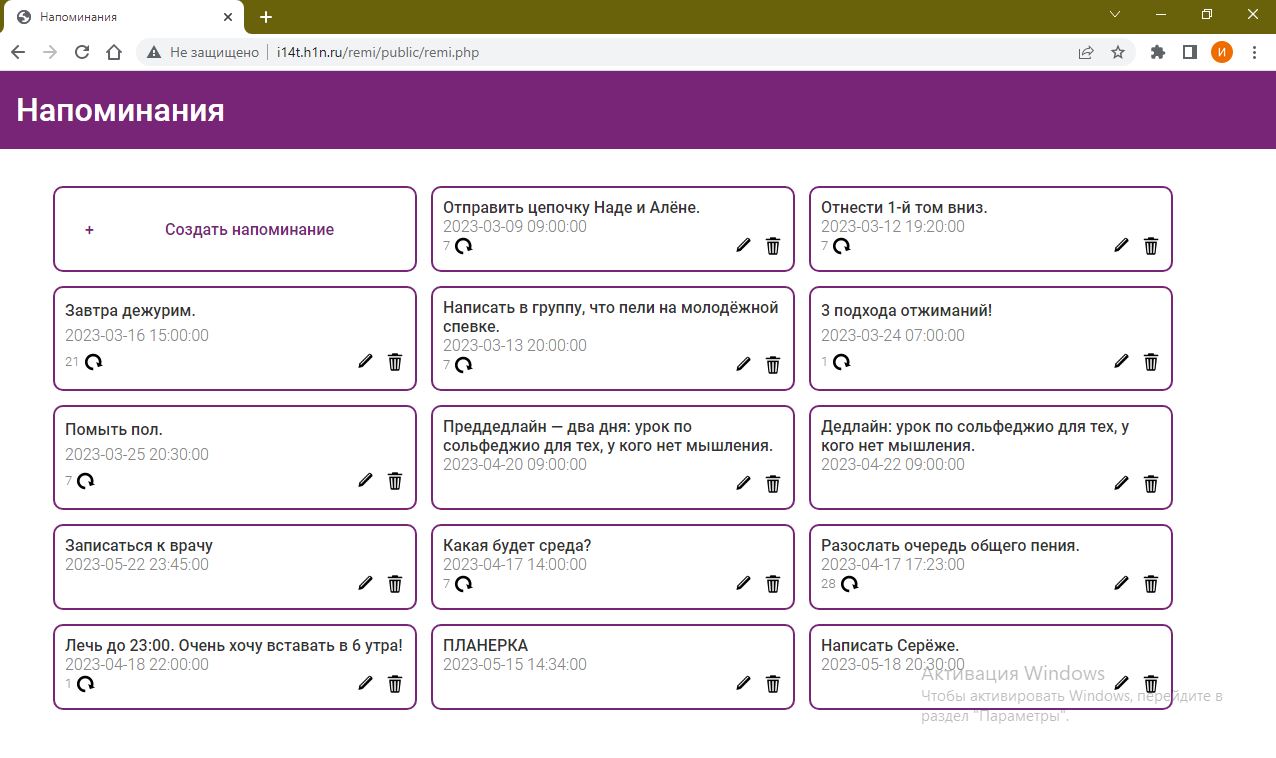 Напоминания
Не защищено
i14t.h1n.ru/remi/public/remi.php
И
Напоминания
+ Создать напоминание
Отправить цепочку Наде и Алёне.
2023-03-09 09:00:00
7
Отнести 1-й том вниз.
2023-03-12 19:20:00
7
Завтра дежурим.
2023-03-16 15:00:00
21
Написать в группу, что пели на молодёжной
спевке.
2023-03-13 20:00:00
7
3 подхода отжиманий!
2023-03-24 07:00:00
1
Помыть пол.
2023-03-25 20:30:00
7
Преддедлайн — два дня: урок по
сольфеджио для тех, у кого нет мышления.
2023-04-20 09:00:00
Дедлайн: урок по сольфеджио для тех, у
кого нет мышления.
2023-04-22 09:00:00
Записаться к врачу
2023-05-22 23:45:00
Какая будет среда?
2023-04-17 14:00:00
7
Разослать очередь общего пения.
2023-04-17 17:23:00
28
Лечь до 23:00. Очень хочу вставать в 6 утра!
2023-04-18 22:00:00
1
ПЛАНЕРКА
2023-05-15 14:34:00
Написать Серёже.
2023-05-18 20:30:00
Активация Windows
Чтобы активировать Windows, перейдите в
раздел "Параметры".